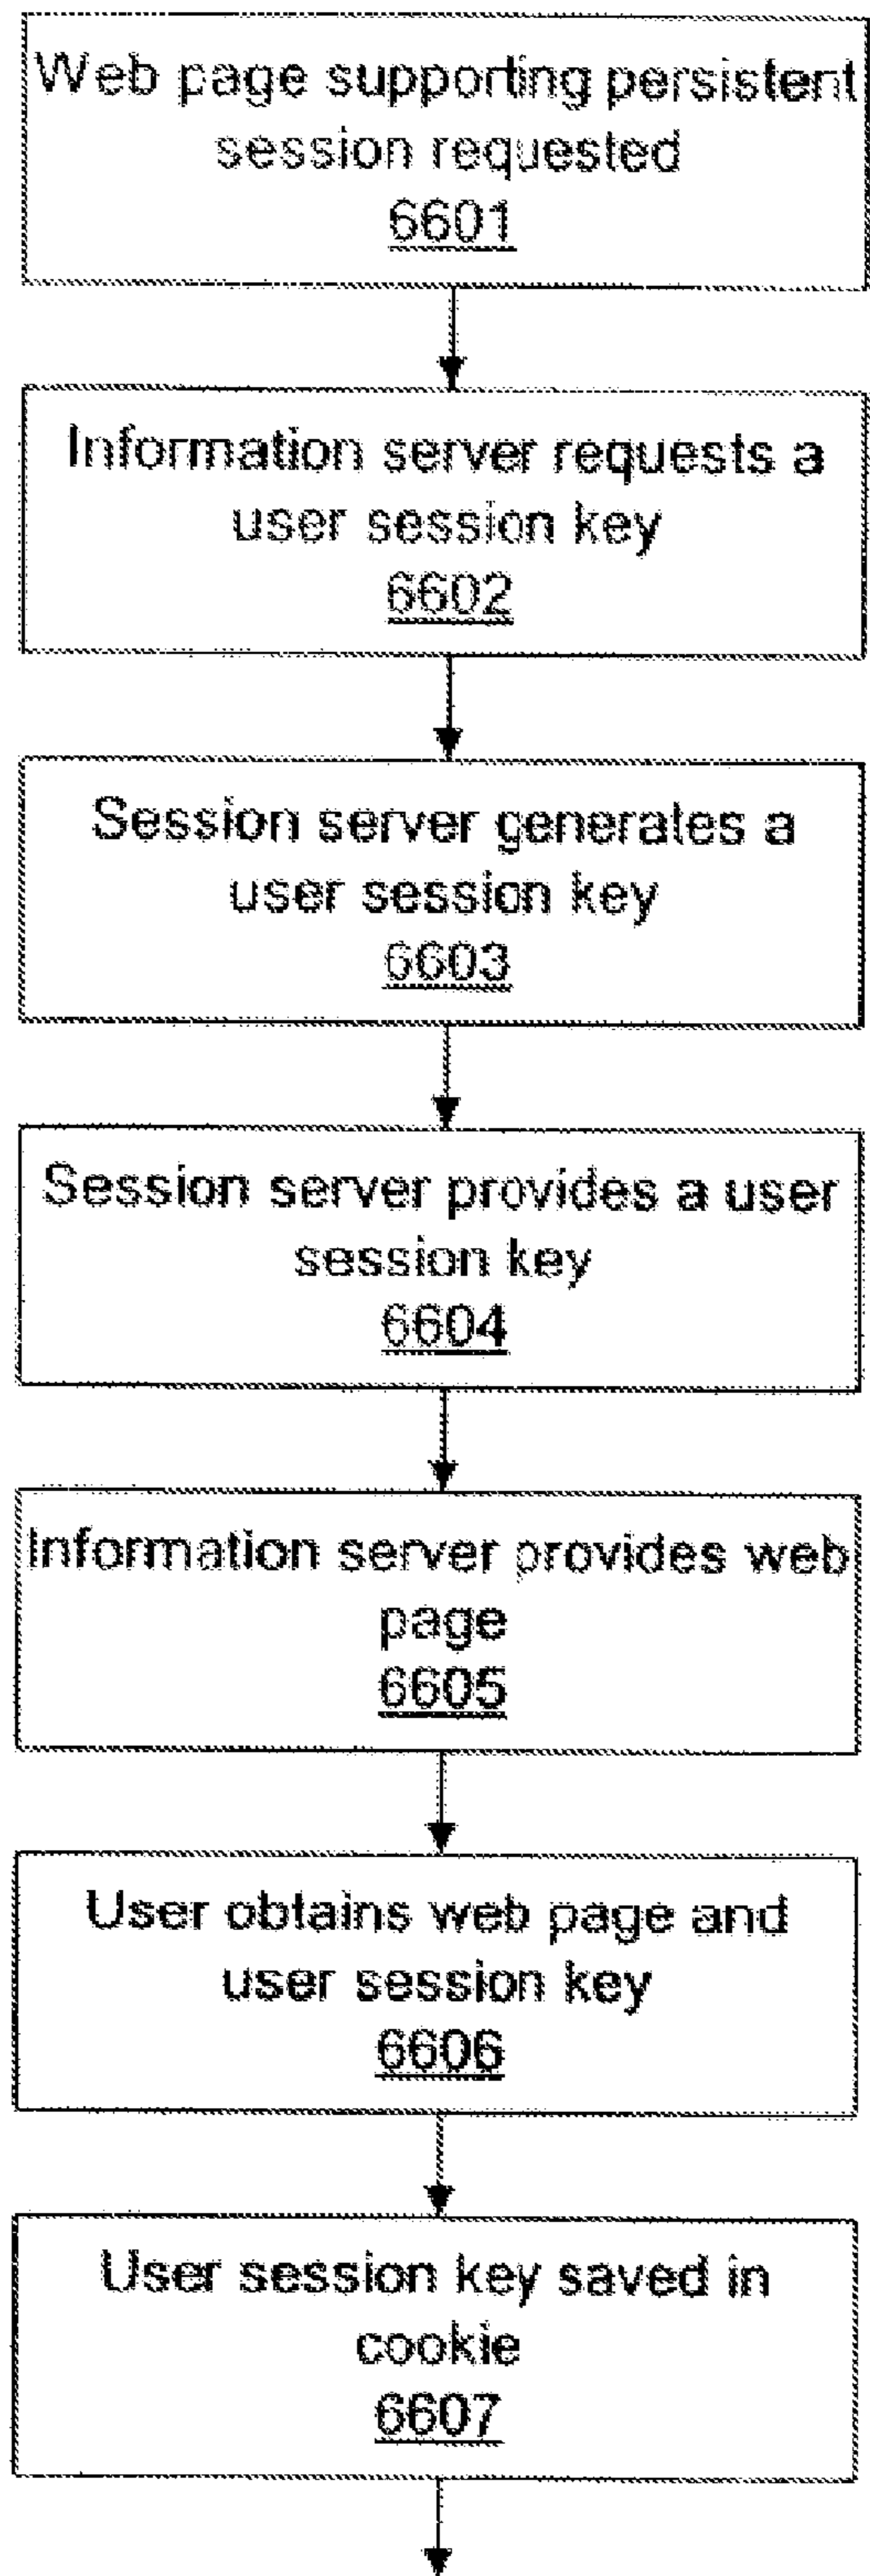 Web page supporting persistent
session requested
6601
Information server requests a
user session key
6602
Session server generates a
user session key
6603
Session server provides a user
session key
6604
Information server provides web
page
6605
User obtains web page and
user session key
6606
User session key saved in
cookie
6607